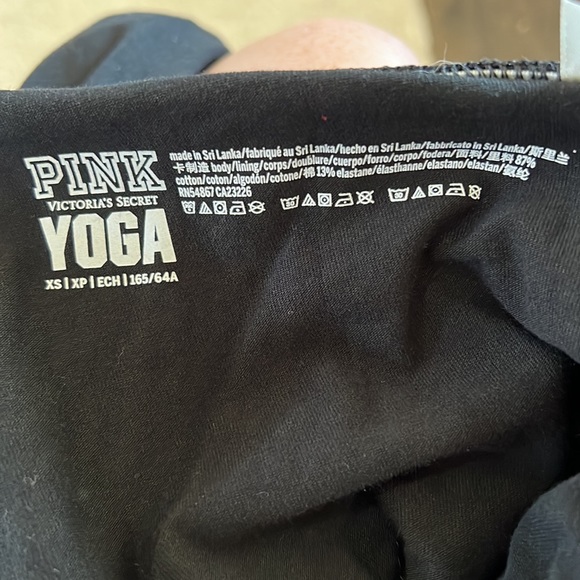 PINK
VICTORIA'S SECRET
YOGA
XS | XP | ECH | 165/64A
made in Sri Lanka/fabriqué au Sri Lanka/hecho en Sri Lanka/fabbricato in Sri Lanka/斯里兰
卡制造 body/lining/corps/doublure/cuerpo/forro/corpo/fodera/面料/里料 87%
cotton/coton/algodón/cotone/棉 13% elastane/élasthanne/elastano/elastan/氨纶
RN54867 CA23226